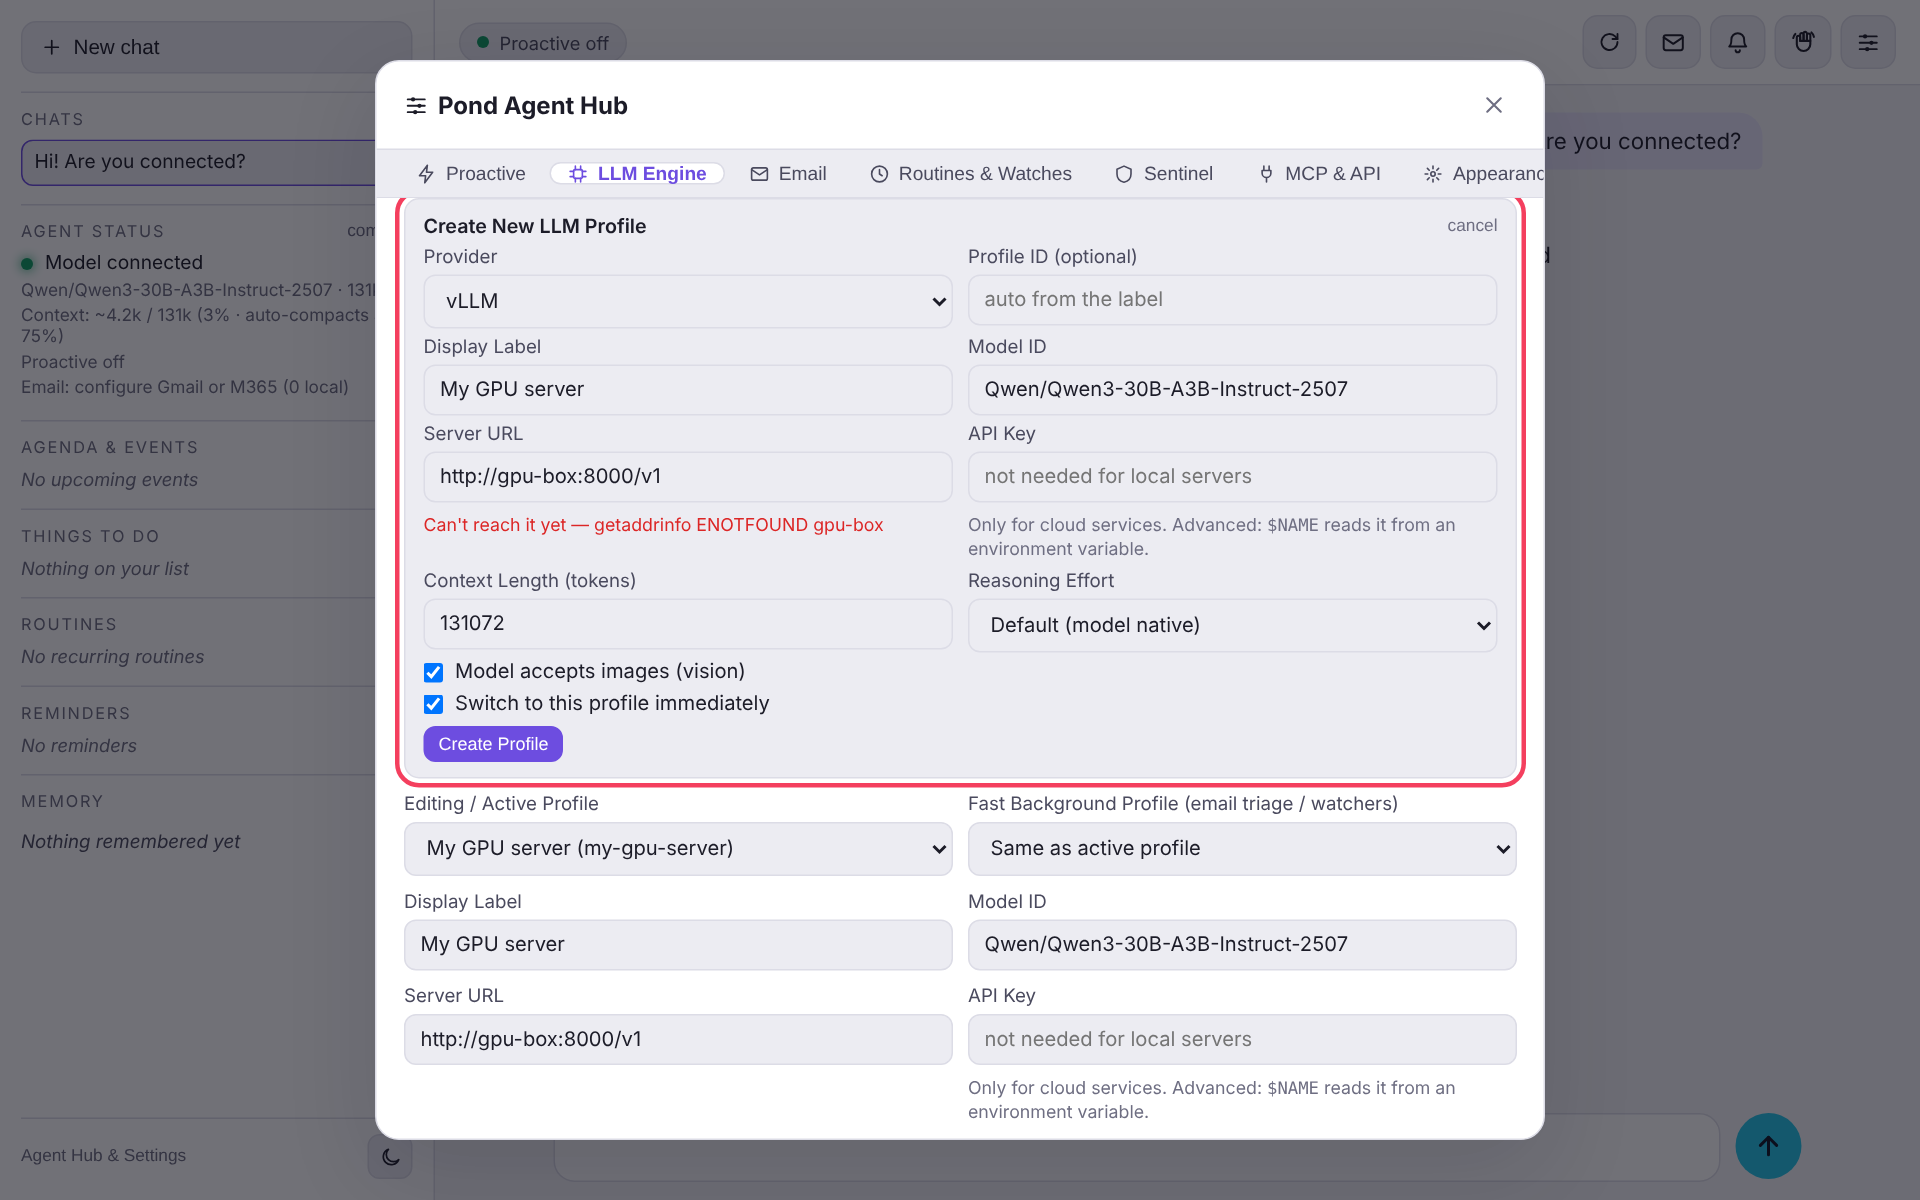 New chat
Proactive off
CHATS
Hi! Are you connected?
AGENT STATUS
Model connected
Qwen/Qwen3-30B-A3B-Instruct-2507 ·
Context: ~4.2k / 131k (3% · auto-compacts
75%)
Proactive off
Email: configure Gmail or M365 (0 local)
AGENDA & EVENTS
No upcoming events
THINGS TO DO
Nothing on your list
ROUTINES
No recurring routines
REMINDERS
No reminders
MEMORY
Nothing remembered yet
Agent Hub & Settings
you connected?
Pond Agent Hub
Proactive
LLM Engine
Email
Routines & Watches
Sentinel
MCP & API
Create New LLM Profile
cancel
Provider
Profile ID (optional)
vLLM
auto from the label
Display Label
Model ID
My GPU server
Qwen/Qwen3-30B-A3B-Instruct-2507
Server URL
API Key
http://gpu-box:8000/v1
not needed for local servers
Can't reach it yet — getaddrinfo ENOTFOUND gpu-box
Only for cloud services. Advanced: $NAME reads it from an
environment variable.
Context Length (tokens)
Reasoning Effort
131072
Default (model native)
Model accepts images (vision)
Switch to this profile immediately
Create Profile
Editing / Active Profile
Fast Background Profile (email triage / watchers)
My GPU server (my-gpu-server)
Same as active profile
Display Label
Model ID
My GPU server
Qwen/Qwen3-30B-A3B-Instruct-2507
Server URL
API Key
http://gpu-box:8000/v1
not needed for local servers
Only for cloud services. Advanced: $NAME reads it from an
environment variable.